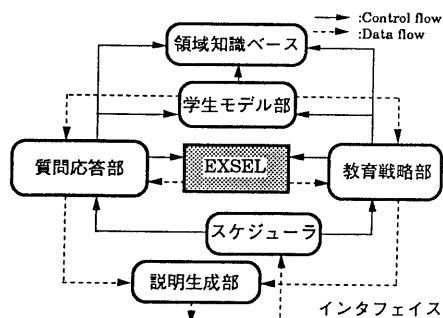 :Control flow
:Data flow
領域知識ベース
学生モデル部
質問応答部
EXSEL
教育戦略部
スケジューラ
説明生成部
インタフェイス